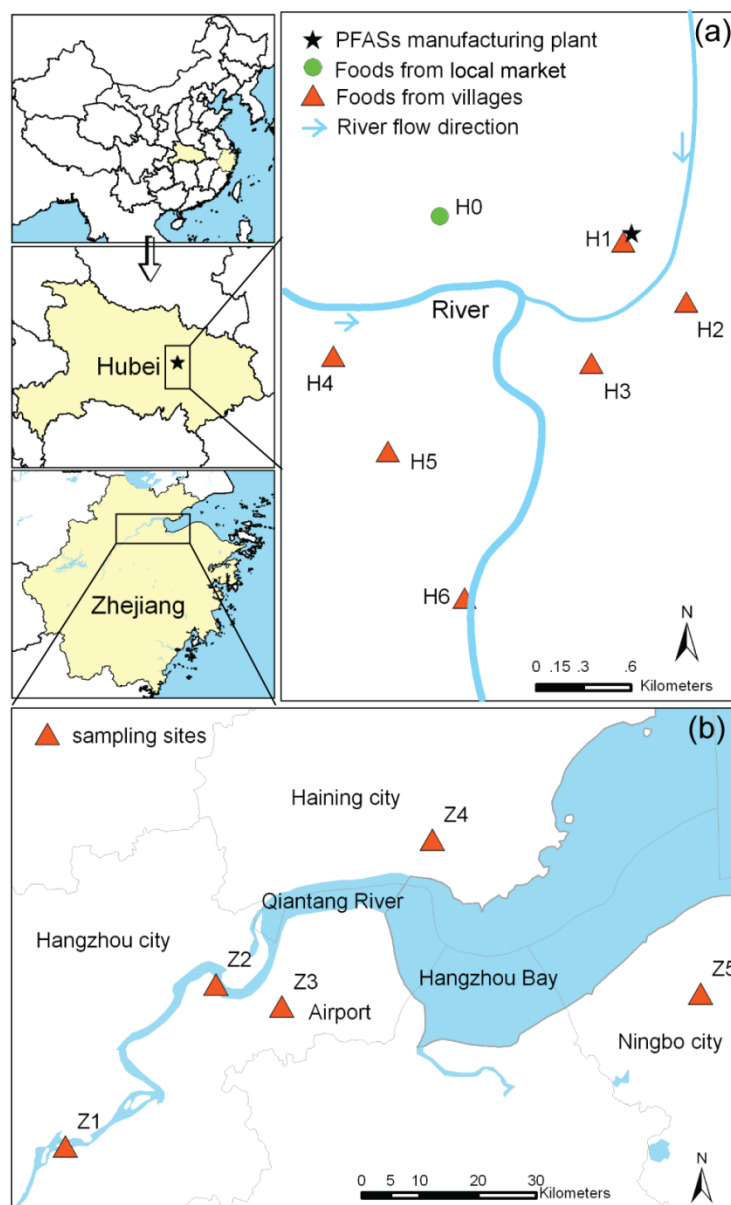 (a)
PFASs manufacturing plant
Foods from local market
Foods from villages
River flow direction
H0
H1
River
H2
H4
H3
H5
H6
N
0 .15 .3 .6
Kilometers
Hubei
Zhejiang
(b)
sampling sites
Haining city
Z4
Qiantang River
Hangzhou city
Z2
Z3
Airport
Hangzhou Bay
Z5
Ningbo city
Z1
N
0 5 10 20 30
Kilometers